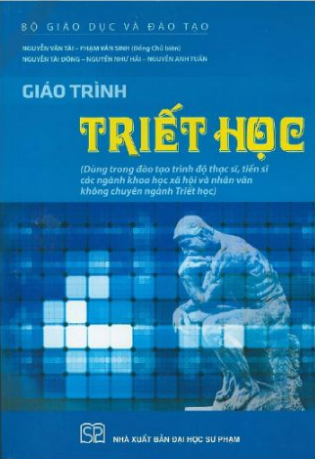 BỘ GIÁO DỤC VÀ ĐÀO TẠO
NGUYỄN VĂN TÀI - PHẠM VĂN SINH (Đồng Chủ biên)
NGUYỄN TÀI ĐÔNG - NGUYỄN NHƯ HẢI - NGUYỄN ANH TUẤN
GIÁO TRÌNH
TRIẾT HỌC
(Dùng trong đào tạo trình độ thạc sĩ, tiến sĩ
các ngành khoa học xã hội và nhân văn
không chuyên ngành Triết học)
SP
NHÀ XUẤT BẢN ĐẠI HỌC SƯ PHẠM